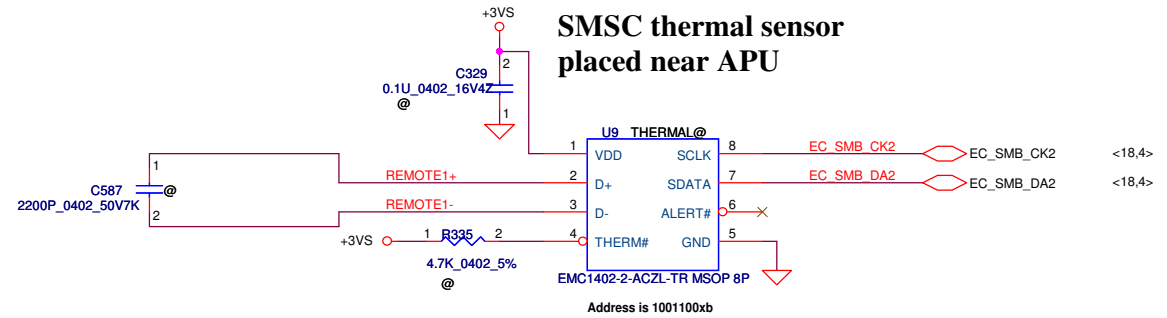 +3VS
SMSC thermal sensor
placed near APU
2
C329
0.1U_0402_16V4Z
@
1
U9 THERMAL@
1 VDD SCLK 8 EC_SMB_CK2 EC_SMB_CK2 <18,4>
1
REMOTE1+ 2 D+ SDATA 7 EC_SMB_DA2 EC_SMB_DA2 <18,4>
C587 @
2200P_0402_50V7K
2
REMOTE1- 3 D- ALERT# 6
+3VS 1 R335 2 4 THERM# GND 5
4.7K_0402_5%
@
EMC1402-2-ACZL-TR MSOP 8P
Address is 1001100xb